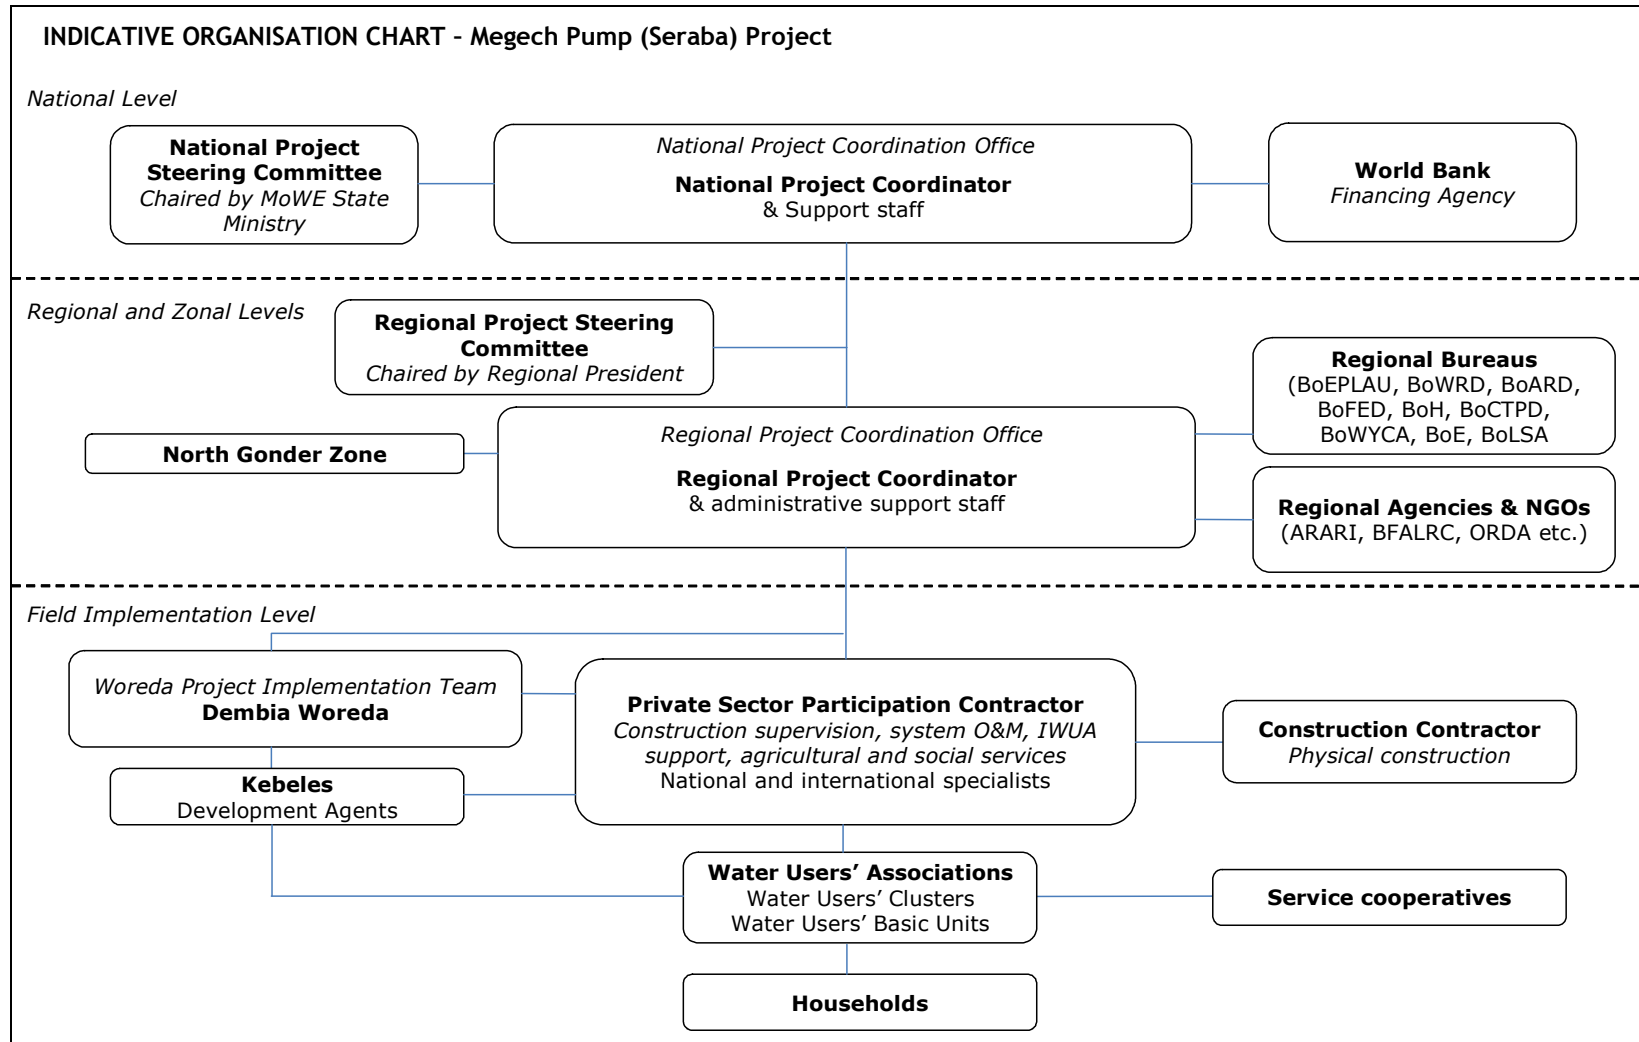 INDICATIVE ORGANISATION CHART – Megech Pump (Seraba) Project
National Level
National Project
Steering Committee
Chaired by MoWE State
Ministry
National Project Coordination Office
National Project Coordinator
& Support staff
World Bank
Financing Agency
Regional and Zonal Levels
Regional Project Steering
Committee
Chaired by Regional President
Regional Bureaus
(BoEPLAU, BoWRD, BoARD,
BoFED, BoH, BoCTPD,
BoWYCA, BoE, BoLSA
North Gonder Zone
Regional Project Coordination Office
Regional Project Coordinator
& administrative support staff
Regional Agencies & NGOs
(ARARI, BFALRC, ORDA etc.)
Field Implementation Level
Woreda Project Implementation Team
Dembia Woreda
Private Sector Participation Contractor
Construction supervision, system O&M, IWUA
support, agricultural and social services
National and international specialists
Construction Contractor
Physical construction
Kebeles
Development Agents
Water Users’ Associations
Water Users’ Clusters
Water Users’ Basic Units
Service cooperatives
Households